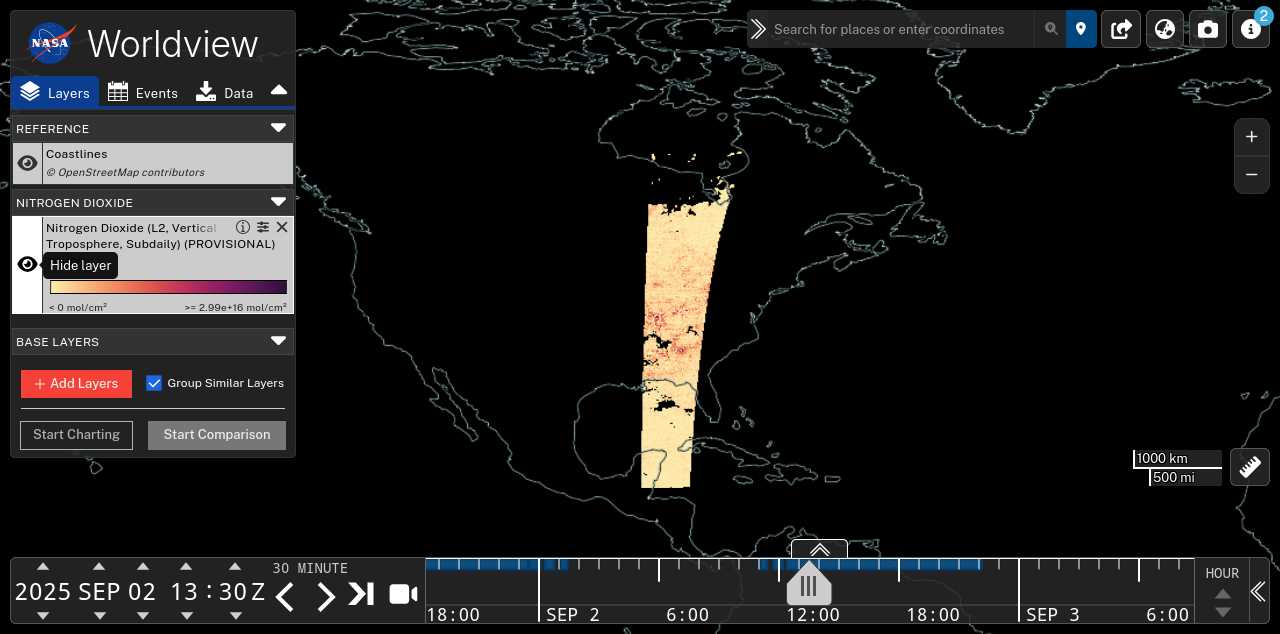 NASA
Worldview
Layers
Events
Data
REFERENCE
Coastlines
© OpenStreetMap contributors
NITROGEN DIOXIDE
Nitrogen Dioxide (L2, Vertical
Troposphere, Subdaily) (PROVISIONAL)
Hide layer
< 0 mol/cm² >= 2.99e+16 mol/cm²
BASE LAYERS
+ Add Layers
Group Similar Layers
Start Charting
Start Comparison
Search for places or enter coordinates
2
+
−
1000 km
500 mi
2025 SEP 02 13 : 30 Z
30 MINUTE
18:00 SEP 2 6:00 12:00 18:00 SEP 3 6:00
HOUR